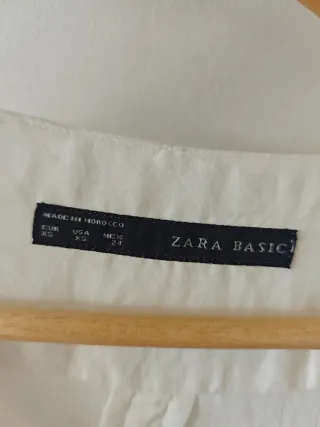 MADE IN MOROCCO
EUR USA MEX
XS XS 24
ZARA BASIC